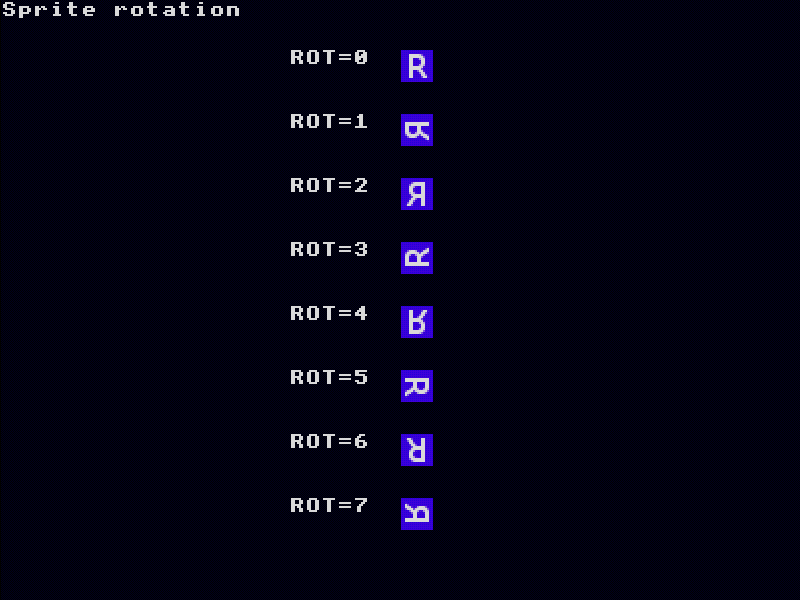 Sprite rotation
ROT=0 R
ROT=1 R
ROT=2 R
ROT=3 R
ROT=4 R
ROT=5 R
ROT=6 R
ROT=7 R